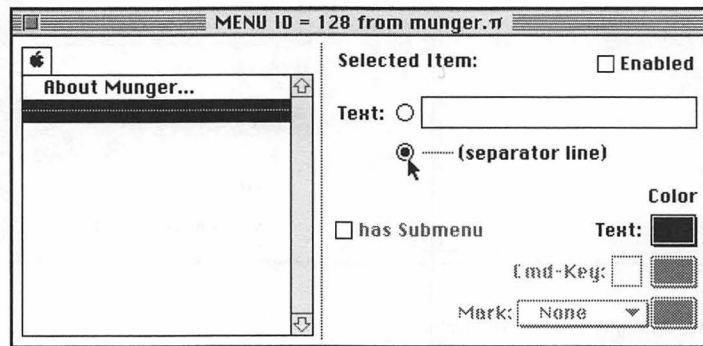 MENU ID = 128 from munger.π
About Munger...
Selected Item:
Enabled
Text:
(separator line)
Color
has Submenu
Text:
Cmd-Key:
Mark:
None